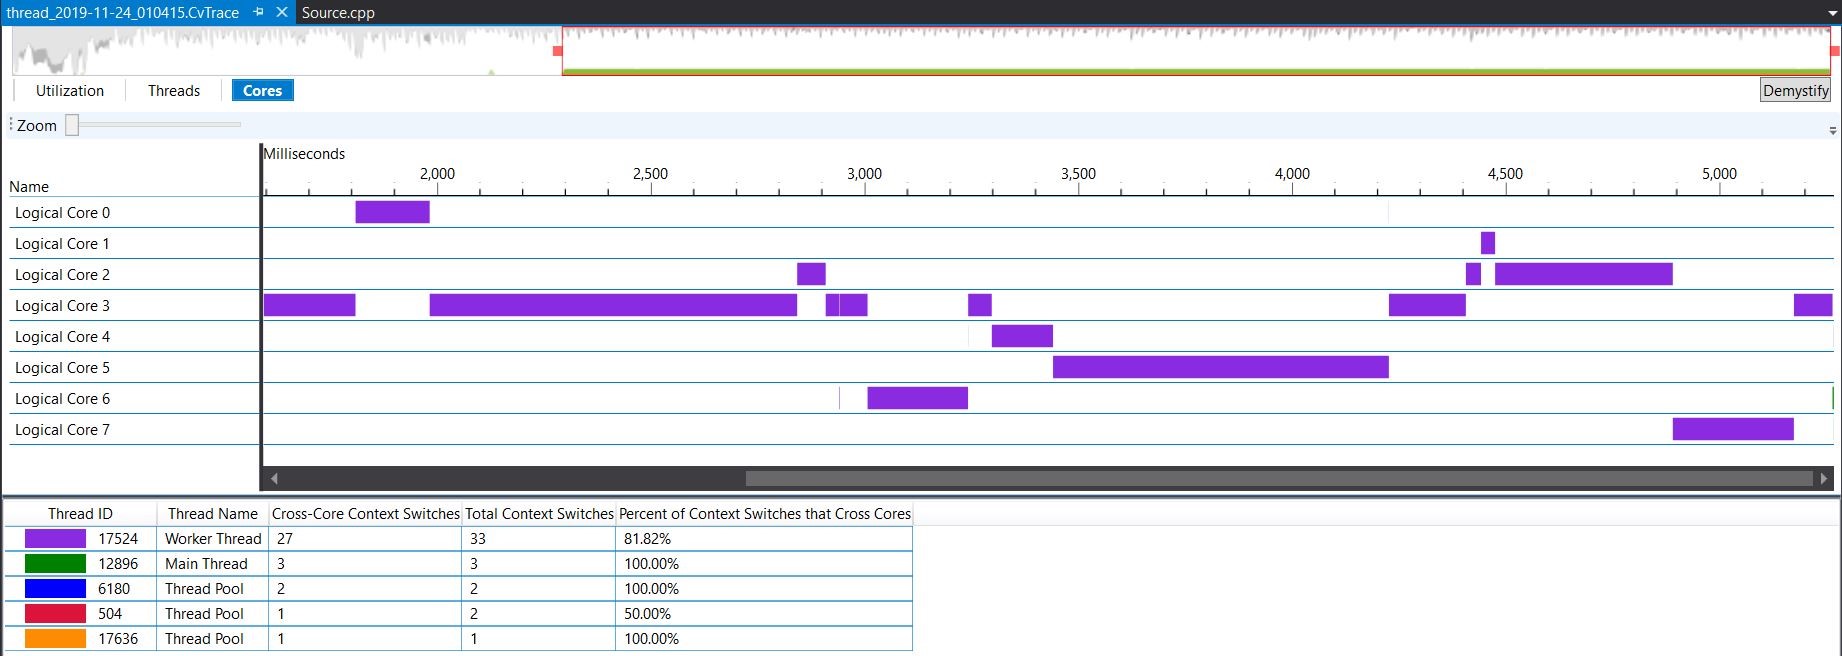 thread_2019-11-24_010415.CvTrace Source.cpp
Utilization Threads Cores Demystify
Zoom
Milliseconds
2,000 2,500 3,000 3,500 4,000 4,500 5,000
Name
Logical Core 0
Logical Core 1
Logical Core 2
Logical Core 3
Logical Core 4
Logical Core 5
Logical Core 6
Logical Core 7
Thread ID Thread Name Cross-Core Context Switches Total Context Switches Percent of Context Switches that Cross Cores
17524 Worker Thread 27 33 81.82%
12896 Main Thread 3 3 100.00%
6180 Thread Pool 2 2 100.00%
504 Thread Pool 1 2 50.00%
17636 Thread Pool 1 1 100.00%